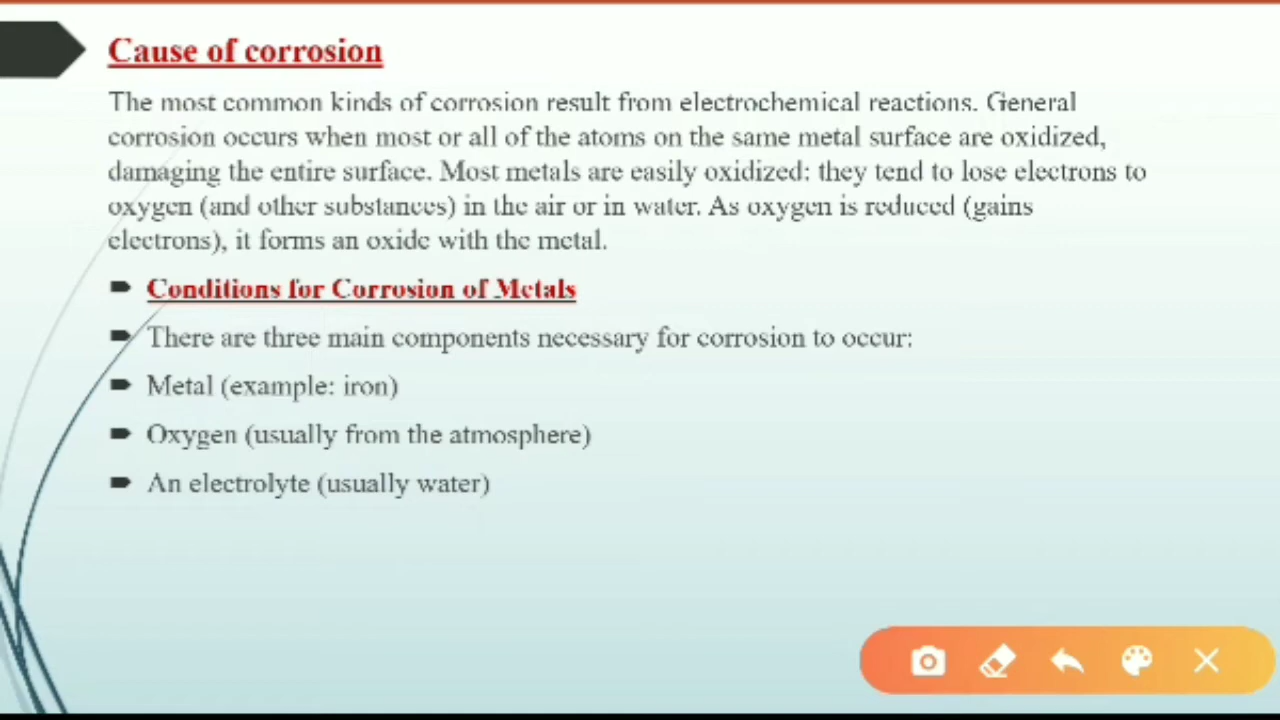 Cause of corrosion
The most common kinds of corrosion result from electrochemical reactions. General
corrosion occurs when most or all of the atoms on the same metal surface are oxidized,
damaging the entire surface. Most metals are easily oxidized: they tend to lose electrons to
oxygen (and other substances) in the air or in water. As oxygen is reduced (gains
electrons), it forms an oxide with the metal.
Conditions for Corrosion of Metals
There are three main components necessary for corrosion to occur:
Metal (example: iron)
Oxygen (usually from the atmosphere)
An electrolyte (usually water)